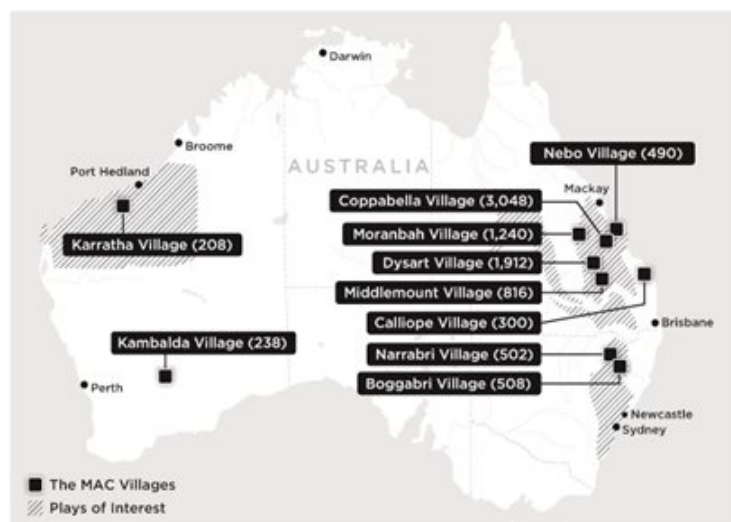 Darwin
Broome
AUSTRALIA
Nebo Village (490)
Port Hedland
Mackay
Coppabella Village (3,048)
Moranbah Village (1,240)
Karratha Village (208)
Dysart Village (1,912)
Middlemount Village (816)
Calliope Village (300)
Brisbane
Kambalda Village (238)
Narrabri Village (502)
Perth
Boggabri Village (508)
Newcastle
Sydney
The MAC Villages
Plays of Interest